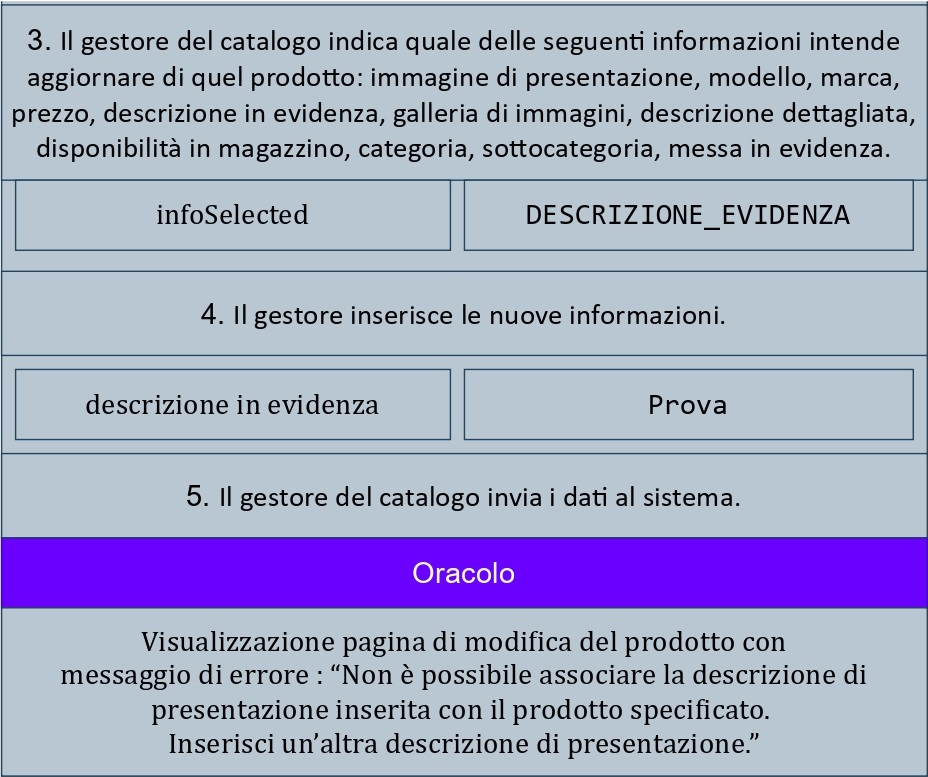 3. Il gestore del catalogo indica quale delle seguenti informazioni intende
aggiornare di quel prodotto: immagine di presentazione, modello, marca,
prezzo, descrizione in evidenza, galleria di immagini, descrizione dettagliata,
disponibilità in magazzino, categoria, sottocategoria, messa in evidenza.
infoSelected DESCRIZIONE_EVIDENZA
4. Il gestore inserisce le nuove informazioni.
descrizione in evidenza Prova
5. Il gestore del catalogo invia i dati al sistema.
Oracolo
Visualizzazione pagina di modifica del prodotto con
messaggio di errore : “Non è possibile associare la descrizione di
presentazione inserita con il prodotto specificato.
Inserisci un’altra descrizione di presentazione.”